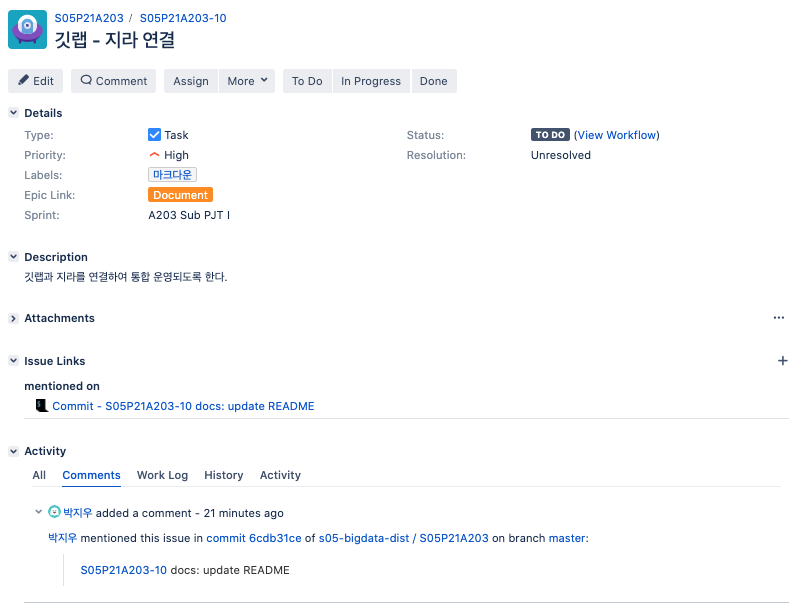 S05P21A203 / S05P21A203-10
깃랩 - 지라 연결
Edit Comment Assign More To Do In Progress Done
Details
Type: Task
Status: TO DO (View Workflow)
Priority: High
Resolution: Unresolved
Labels: 마크다운
Epic Link: Document
Sprint: A203 Sub PJT I
Description
깃랩과 지라를 연결하여 통합 운영되도록 한다.
Attachments
Issue Links
mentioned on
Commit - S05P21A203-10 docs: update README
Activity
All Comments Work Log History Activity
박지우 added a comment - 21 minutes ago
박지우 mentioned this issue in commit 6cdb31ce of s05-bigdata-dist / S05P21A203 on branch master:
S05P21A203-10 docs: update README